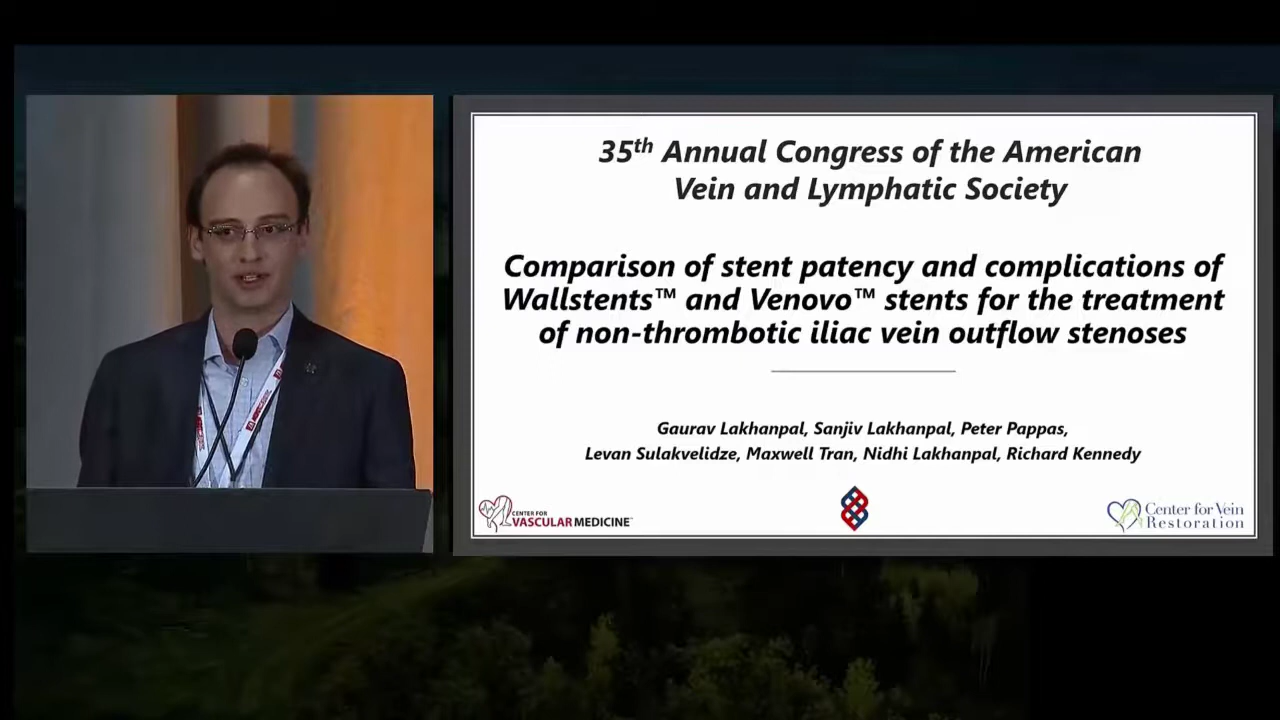 35th Annual Congress of the American
Vein and Lymphatic Society
Comparison of stent patency and complications of
Wallstents™ and Venovo™ stents for the treatment
of non-thrombotic iliac vein outflow stenoses
Gaurav Lakhanpal, Sanjiv Lakhanpal, Peter Pappas,
Levan Sulakvelidze, Maxwell Tran, Nidhi Lakhanpal, Richard Kennedy
CENTER FOR
VASCULAR MEDICINE™
Center for Vein
Restoration